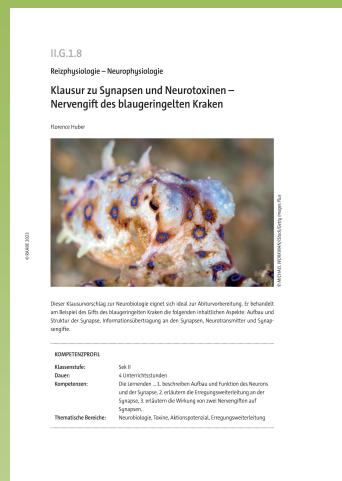 II.G.1.8
Reizphysiologie – Neurophysiologie
Klausur zu Synapsen und Neurotoxinen –
Nervengift des blaugeringelten Kraken
Florence Huber
© RAABE 2023
Dieser Klausurvorschlag zur Neurobiologie eignet sich ideal zur Abiturvorbereitung. Er behandelt
am Beispiel des Gifts des blaugeringelten Kraken die folgenden inhaltlichen Aspekte: Aufbau und
Struktur der Synapse, Informationsübertragung an den Synapsen, Neurotransmitter und Synap-
sengifte.
KOMPETENZPROFIL
Klassenstufe: Sek II
Dauer: 4 Unterrichtsstunden
Kompetenzen: Die Lernenden ... 1. beschreiben Aufbau und Funktion des Neurons
und der Synapse, 2. erläutern die Erregungsweiterleitung an der
Synapse, 3. erläutern die Wirkung von zwei Nervengiften auf
Synapsen.
Thematische Bereiche: Neurobiologie, Toxine, Aktionspotenzial, Erregungsweiterleitung